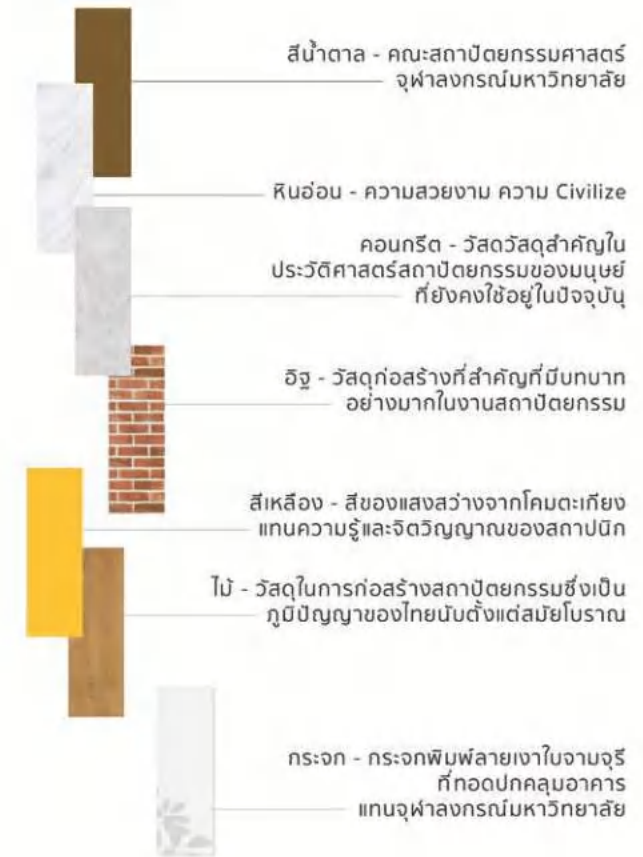 สีน้ำตาล - คณะสถาปัตยกรรมศาสตร์
จุฬาลงกรณ์มหาวิทยาลัย
หินอ่อน - ความสวยงาม ความ Civilize
คอนกรีต - วัสดวัสดุสำคัญใน
ประวัติศาสตร์สถาปัตยกรรมของมนุษย์
ที่ยังคงใช้อยู่ในปัจจุบัน
อิฐ - วัสดุก่อสร้างที่สำคัญที่มีบทบาท
อย่างมากในงานสถาปัตยกรรม
สีเหลือง - สีของแสงสว่างจากโคมตะเกียง
แทนความรู้และจิตวิญญาณของสถาปนิก
ไม้ - วัสดุในการก่อสร้างสถาปัตยกรรมซึ่งเป็น
ภูมิปัญญาของไทยนับตั้งแต่สมัยโบราณ
กระจก - กระจกพิมพ์ลายเงาใบจามจุรี
ที่ทอดปกคลุมอาคาร
แทนจุฬาลงกรณ์มหาวิทยาลัย